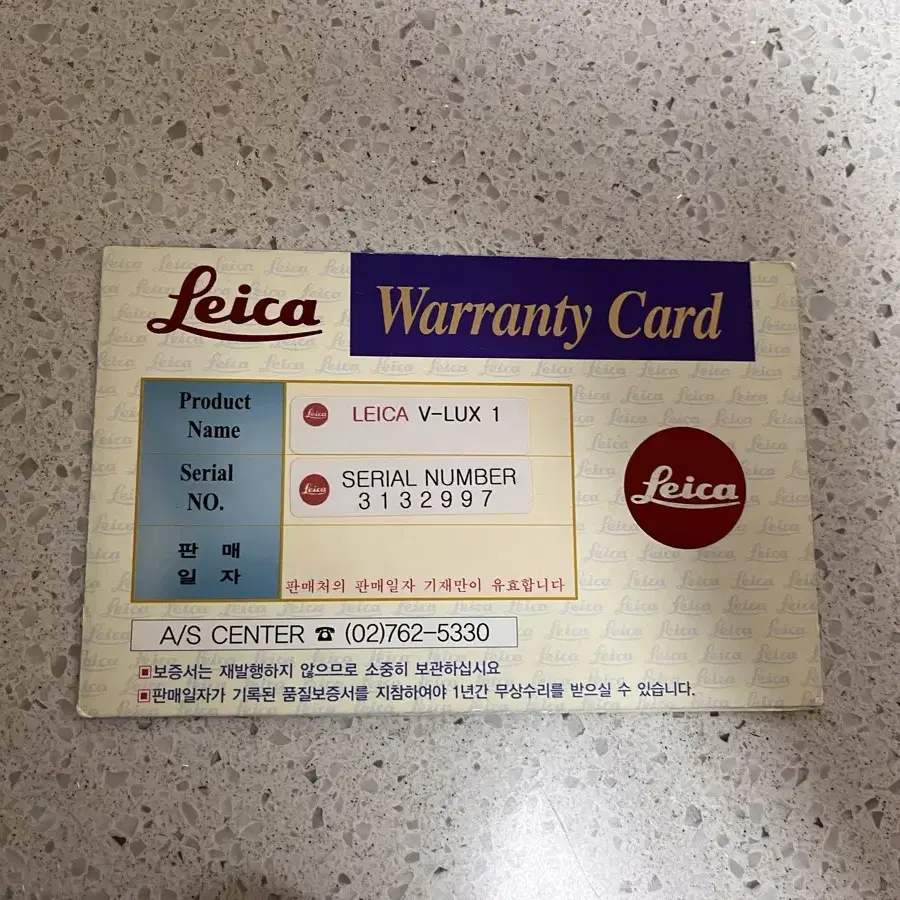 Leica
Warranty Card
Product
Name
Leica
LEICA V-LUX 1
Serial
NO.
Leica
SERIAL NUMBER
3132997
Leica
판 매
일 자
판매처의 판매일자 기재만이 유효합니다
A/S CENTER ☎ (02)762-5330
■보증서는 재발행하지 않으므로 소중히 보관하십시요
■판매일자가 기록된 품질보증서를 지참하여야 1년간 무상수리를 받으실 수 있습니다.